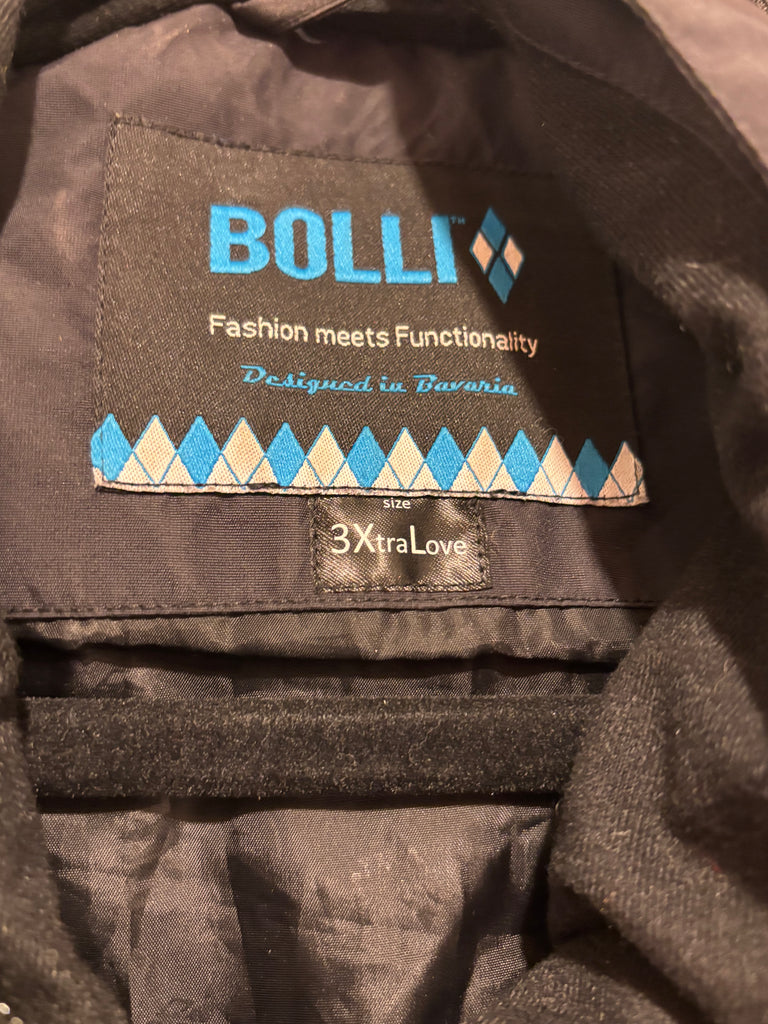 BOLLI™
Fashion meets Functionality
Designed in Bavaria
size
3XtraLove